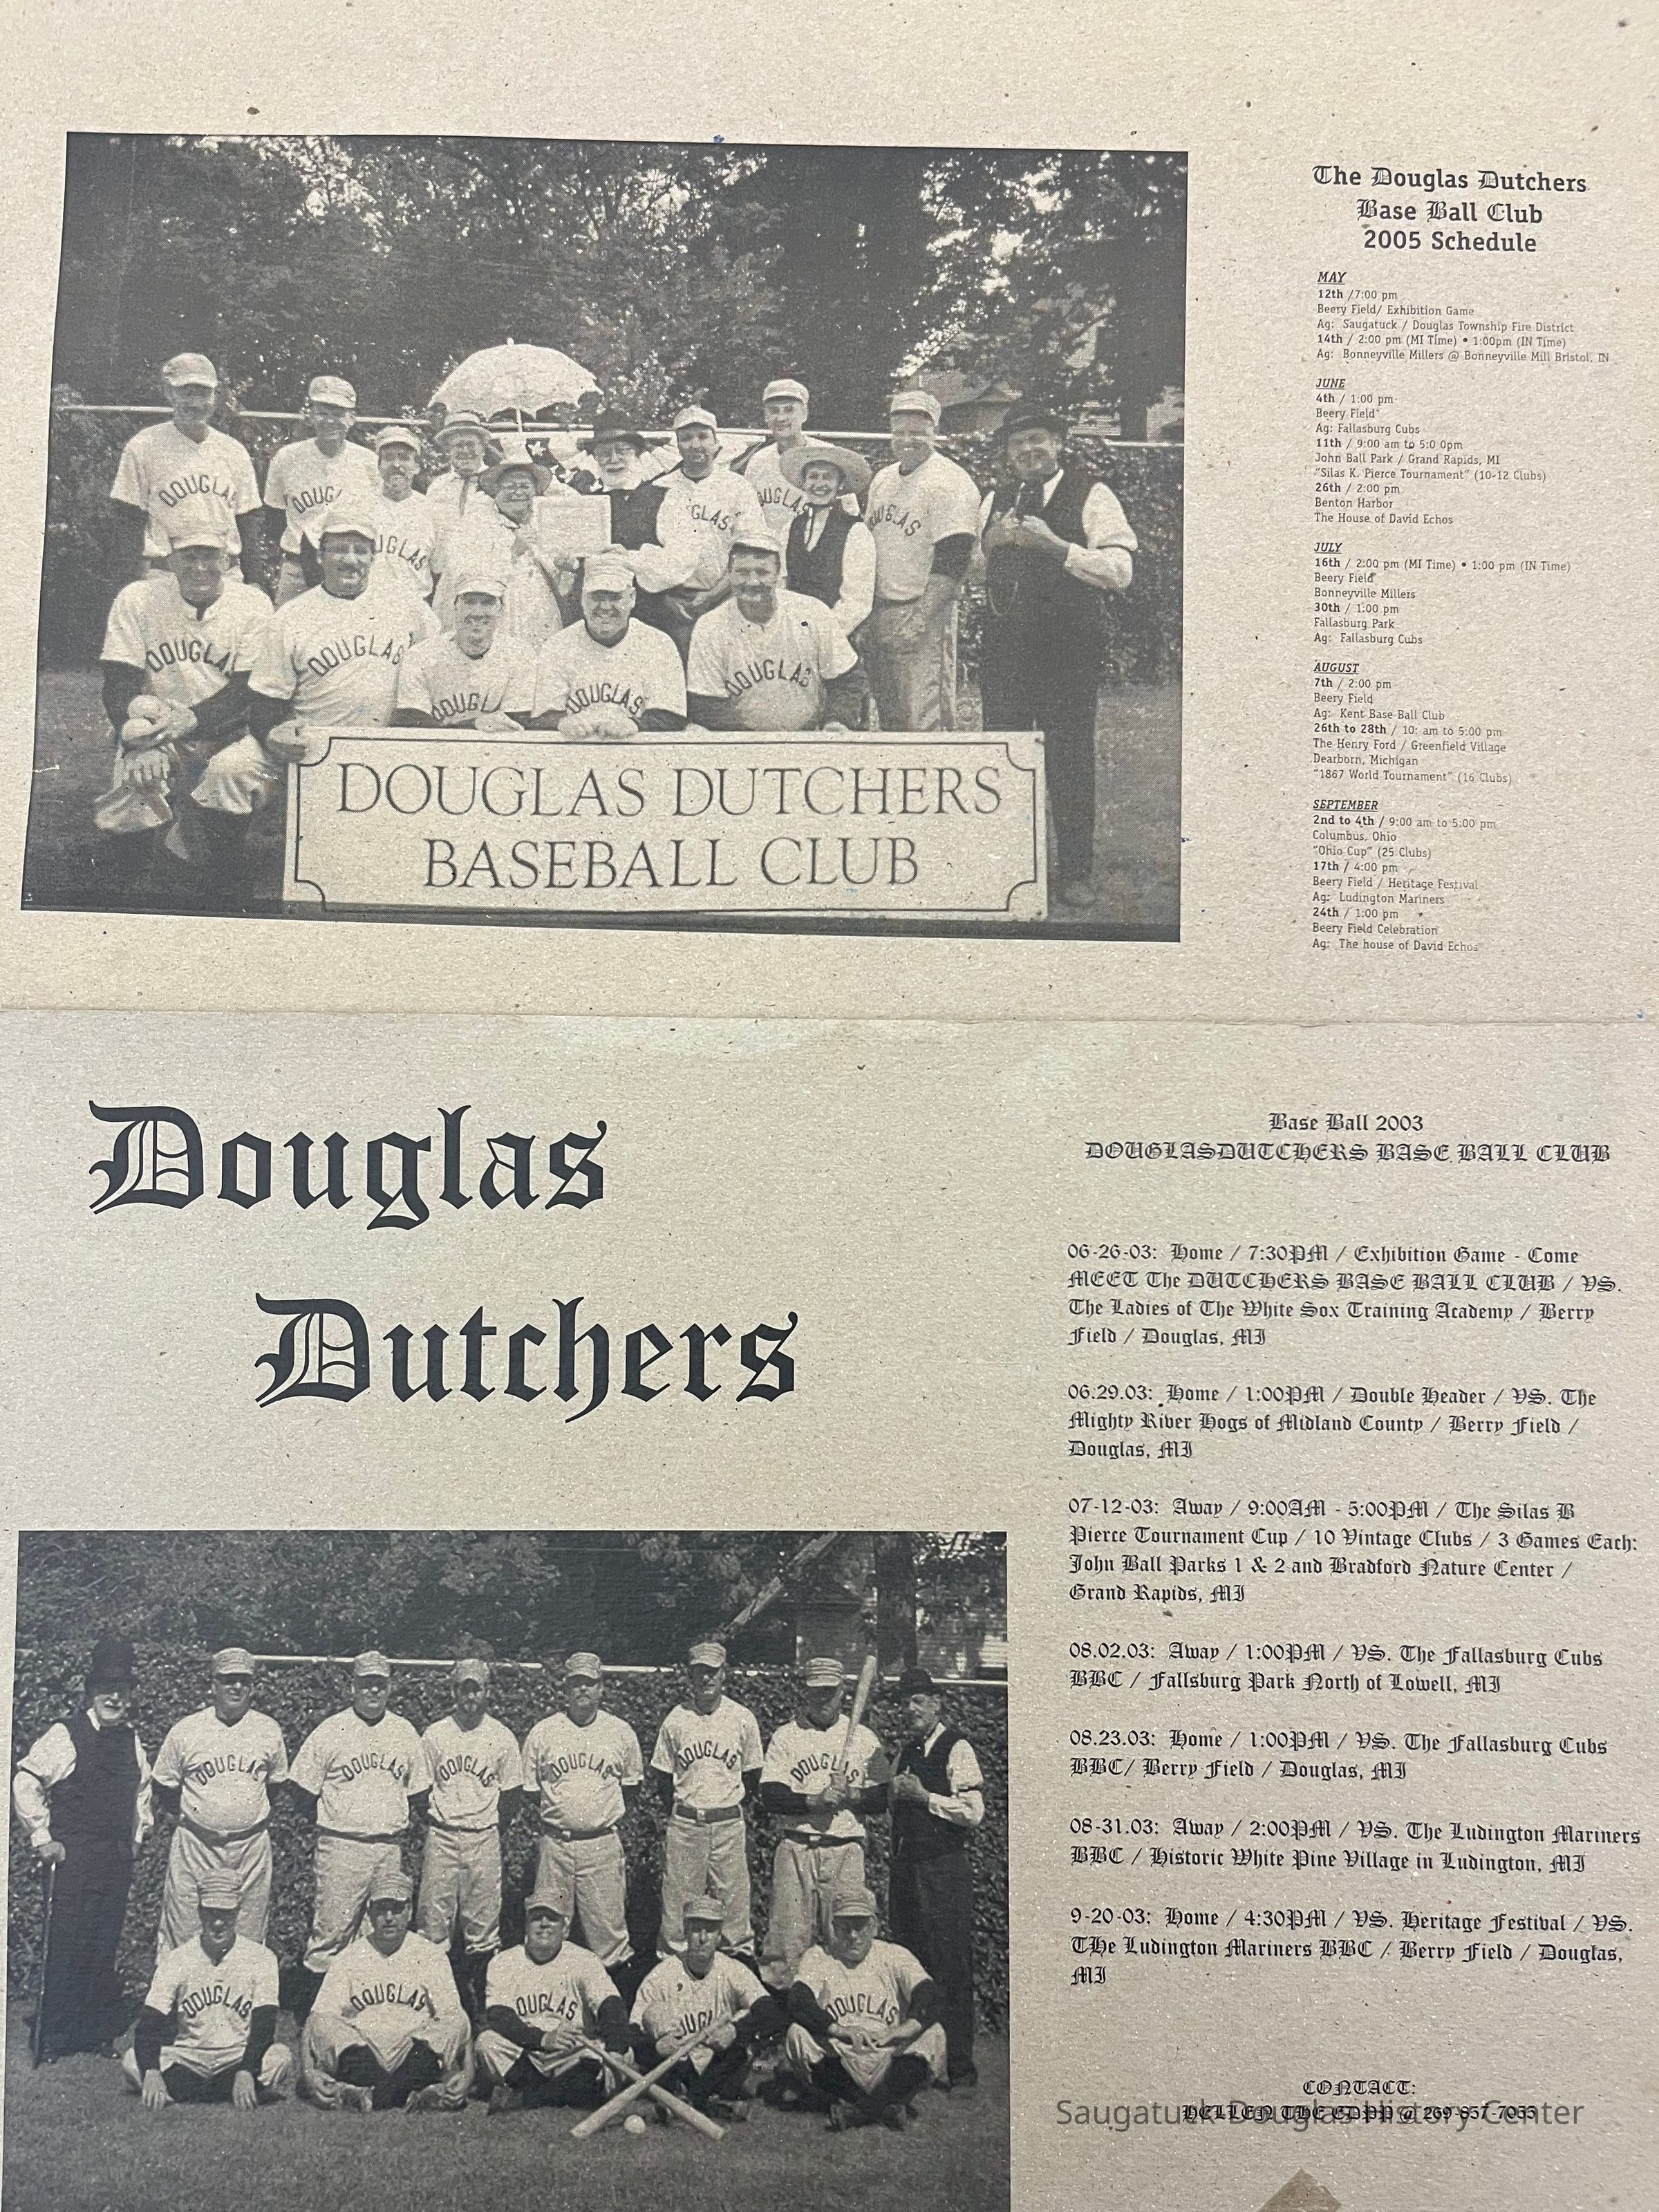 The Douglas Dutchers
Base Ball Club
2005 Schedule
MAY
12th /7:00 pm
Beery Field/ Exhibition Game
Ag: Saugatuck / Douglas Township Fire District
14th / 2:00 pm (MI Time) • 1:00pm (IN Time)
Ag: Bonneyville Millers @ Bonneyville Mill Bristol, IN
JUNE
4th / 1:00 pm
Beery Field
Ag: Fallasburg Cubs
11th / 9:00 am to 5:0 0pm
John Ball Park / Grand Rapids, MI
"Silas K. Pierce Tournament" (10-12 Clubs)
26th / 2:00 pm
Benton Harbor
The House of David Echos
JULY
16th / 2:00 pm (MI Time) • 1:00 pm (IN Time)
Beery Field
Bonneyville Millers
30th / 1:00 pm
Fallasburg Park
Ag: Fallasburg Cubs
AUGUST
7th / 2:00 pm
Beery Field
Ag: Kent Base Ball Club
26th to 28th / 10: am to 5:00 pm
The Henry Ford / Greenfield Village
Dearborn, Michigan
"1867 World Tournament" (16 Clubs)
SEPTEMBER
2nd to 4th / 9:00 am to 5:00 pm
Columbus, Ohio
"Ohio Cup" (25 Clubs)
17th / 4:00 pm
Beery Field / Heritage Festival
Ag: Ludington Mariners
24th / 1:00 pm
Beery Field Celebration
Ag: The house of David Echos
DOUGLAS DUTCHERS
BASEBALL CLUB
Douglas
Dutchers
Base Ball 2003
DOUGLASDUTCHERS BASE BALL CLUB
06-26-03: Home / 7:30PM / Exhibition Game - Come
MEET The DUTCHERS BASE BALL CLUB / VS.
The Ladies of The White Sox Training Academy / Berry
Field / Douglas, MI
06.29.03: Home / 1:00PM / Double Header / VS. The
Mighty River Hogs of Midland County / Berry Field /
Douglas, MI
07-12-03: Away / 9:00AM - 5:00PM / The Silas B
Pierce Tournament Cup / 10 Vintage Clubs / 3 Games Each:
John Ball Parks 1 & 2 and Bradford Nature Center /
Grand Rapids, MI
08.02.03: Away / 1:00PM / VS. The Fallasburg Cubs
BBC / Fallsburg Park North of Lowell, MI
08.23.03: Home / 1:00PM / VS. The Fallasburg Cubs
BBC/ Berry Field / Douglas, MI
08-31.03: Away / 2:00PM / VS. The Ludington Mariners
BBC / Historic White Pine Village in Ludington, MI
9-20-03: Home / 4:30PM / VS. Heritage Festival / VS.
THe Ludington Mariners BBC / Berry Field / Douglas,
MI
CONTACT:
@ 269-857
Saugatuck-Douglas History Center
DOUGLAS
DOUGLAS
DOUGLAS
DOUGLAS
DOUGLAS
DOUGLAS
DOUGLAS
DOUGLAS
DOUGLAS
DOUGLAS